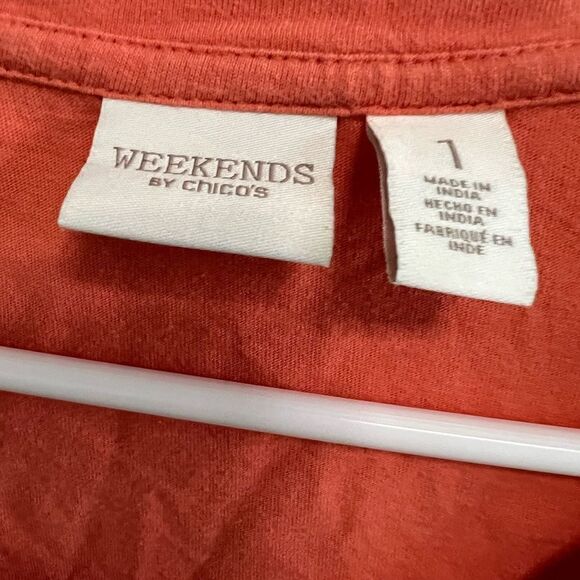 WEEKENDS
BY CHICO'S
1
MADE IN
INDIA
HECHO EN
INDIA
FABRIQUÉ EN
INDE